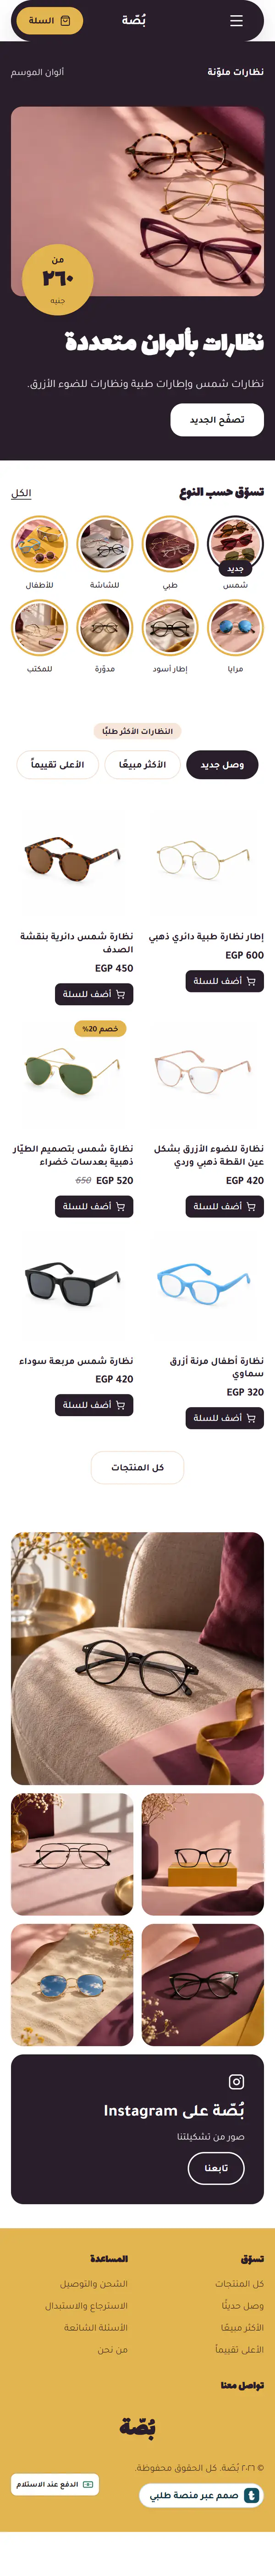 بُصّة
السلة
نظارات ملوّنة
ألوان الموسم
من
٢٦٠
جنيه
نظارات بألوان متعددة
نظارات شمس وإطارات طبية ونظارات للضوء الأزرق.
تصفّح الجديد
تسوّق حسب النوع
الكل
جديد
شمس
طبي
للشاشة
للأطفال
مرايا
إطار أسود
مدوّرة
للمكتب
النظارات الأكثر طلبًا
وصل جديد
الأكثر مبيعًا
الأعلى تقييمًا
إطار نظارة طبية دائري ذهبي
600 EGP
أضف للسلة
نظارة شمس دائرية بنقشة
الصدف
450 EGP
أضف للسلة
نظارة للضوء الأزرق بشكل
عين القطة ذهبي وردي
420 EGP
أضف للسلة
خصم 20%
نظارة شمس بتصميم الطيّار
ذهبية بعدسات خضراء
520 EGP 650
أضف للسلة
نظارة أطفال مرنة أزرق
سماوي
320 EGP
أضف للسلة
نظارة شمس مربعة سوداء
420 EGP
أضف للسلة
كل المنتجات
بُصّة على Instagram
صور من تشكيلتنا
تابعنا
تسوّق
كل المنتجات
وصل حديثًا
الأكثر مبيعًا
الأعلى تقييماً
المساعدة
الشحن والتوصيل
الاسترجاع والاستبدال
الأسئلة الشائعة
من نحن
تواصل معنا
بُصّة
© ٢٠٢٦ بُصّة. كل الحقوق محفوظة.
صمم عبر منصة طلبي
الدفع عند الاستلام